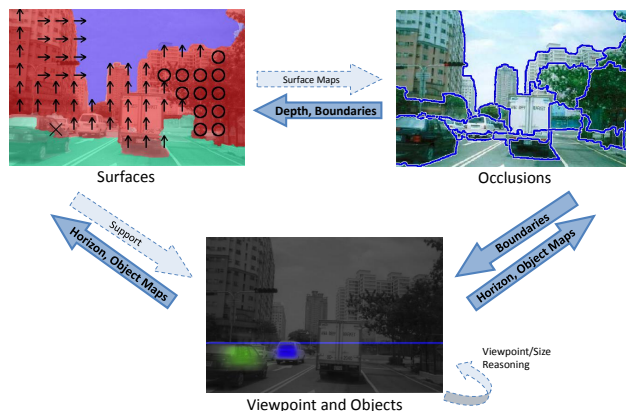 Surface Maps
Depth, Boundaries
Surfaces
Occlusions
Support
Horizon, Object Maps
Boundaries
Horizon, Object Maps
Viewpoint/Size
Reasoning
Viewpoint and Objects